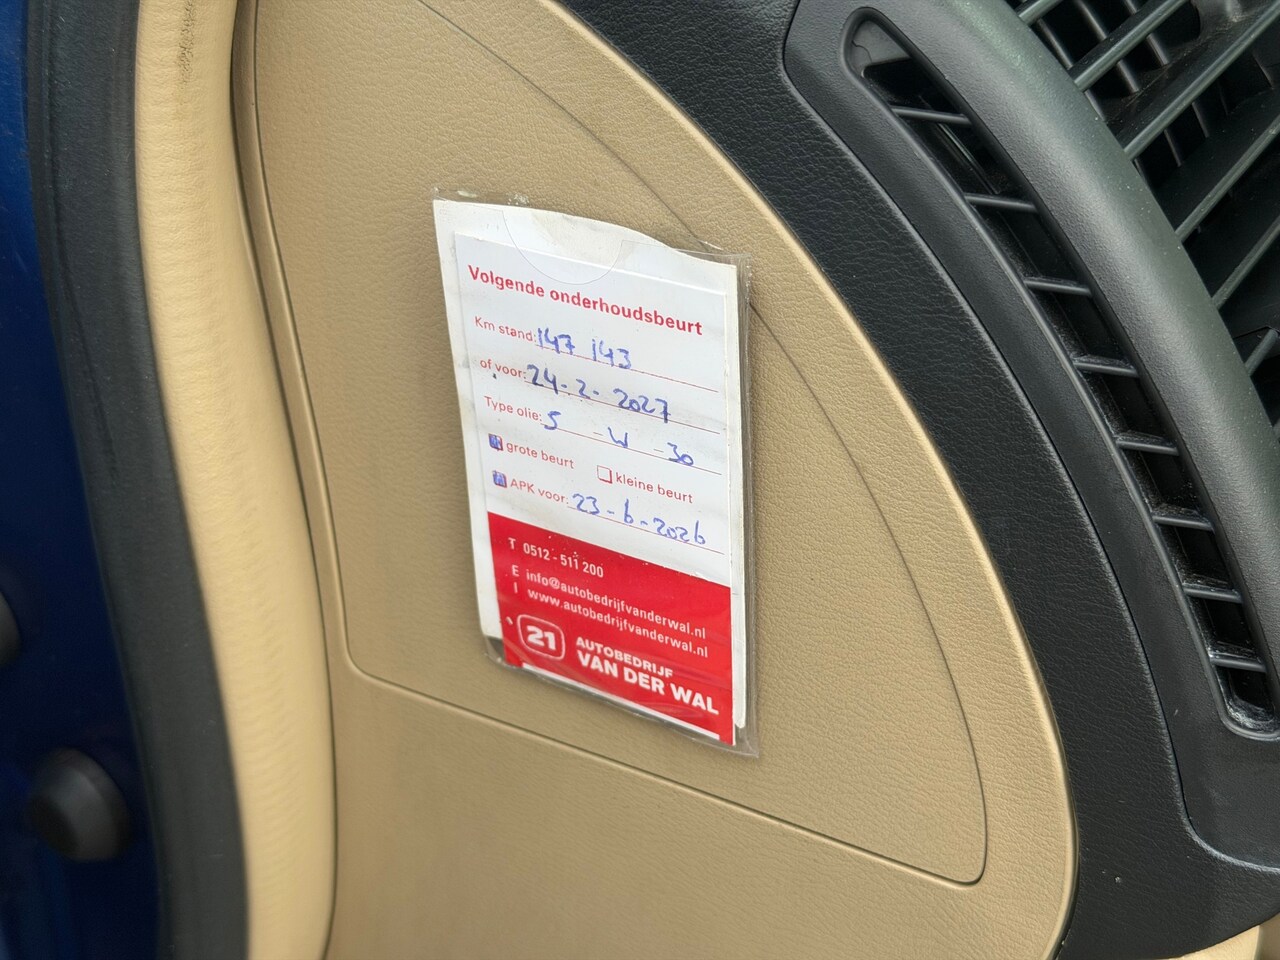 Volgende onderhoudsbeurt
Km stand: 147 143
of voor: 24-2-2027
Type olie: 5 -W -30
grote beurt kleine beurt
APK voor: 23-6-2026
T 0512 - 511 200
E info@autobedrijfvanderwal.nl
I www.autobedrijfvanderwal.nl
21 AUTOBEDRIJF
VAN DER WAL